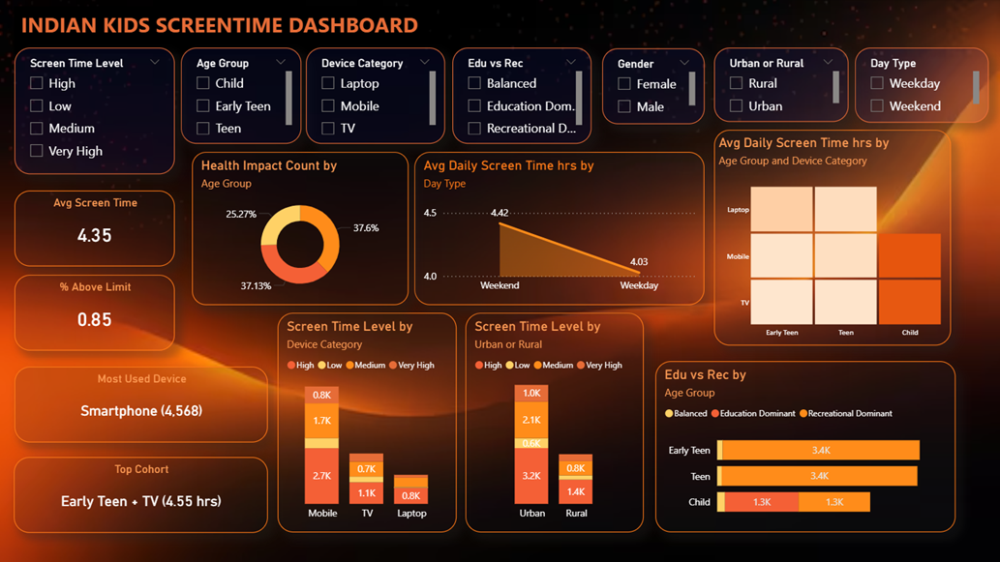 INDIAN KIDS SCREENTIME DASHBOARD
Screen Time Level
High
Low
Medium
Very High
Age Group
Child
Early Teen
Teen
Device Category
Laptop
Mobile
TV
Edu vs Rec
Balanced
Education Dom...
Recreational D...
Gender
Female
Male
Urban or Rural
Rural
Urban
Day Type
Weekday
Weekend
Avg Screen Time
4.35
% Above Limit
0.85
Most Used Device
Smartphone (4,568)
Top Cohort
Early Teen + TV (4.55 hrs)
Health Impact Count by
Age Group
25.27%
37.6%
37.13%
Avg Daily Screen Time hrs by
Day Type
4.5
4.42
4.03
4.0
Weekend
Weekday
Avg Daily Screen Time hrs by
Age Group and Device Category
Laptop
Mobile
TV
Early Teen
Teen
Child
Screen Time Level by
Device Category
High Low Medium Very High
0.8K
1.7K
2.7K
0.7K
1.1K
0.8K
Mobile
TV
Laptop
Screen Time Level by
Urban or Rural
High Low Medium Very High
1.0K
2.1K
0.6K
3.2K
0.8K
1.4K
Urban
Rural
Edu vs Rec by
Age Group
Balanced Education Dominant Recreational Dominant
Early Teen 3.4K
Teen 3.4K
Child 1.3K 1.3K